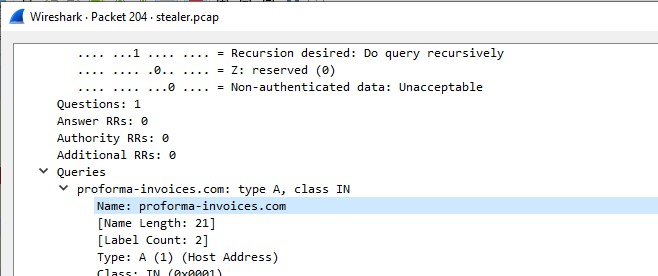 Wireshark · Packet 204 · stealer.pcap
.... ...1 .... .... = Recursion desired: Do query recursively
.... .... .0.. .... = Z: reserved (0)
.... .... ...0 .... = Non-authenticated data: Unacceptable
Questions: 1
Answer RRs: 0
Authority RRs: 0
Additional RRs: 0
Queries
proforma-invoices.com: type A, class IN
Name: proforma-invoices.com
[Name Length: 21]
[Label Count: 2]
Type: A (1) (Host Address)
Class: IN (0x0001)